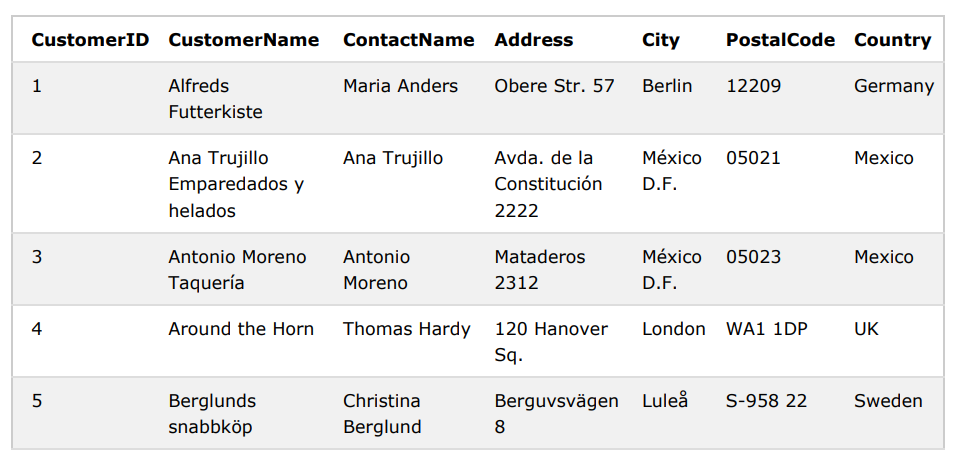 CustomerID CustomerName ContactName Address City PostalCode Country
1 Alfreds Maria Anders Obere Str. 57 Berlin 12209 Germany
Futterkiste
2 Ana Trujillo Ana Trujillo Avda. de la México 05021 Mexico
Emparedados y Constitución D.F.
helados 2222
3 Antonio Moreno Antonio Mataderos México 05023 Mexico
Taquería Moreno 2312 D.F.
4 Around the Horn Thomas Hardy 120 Hanover London WA1 1DP UK
Sq.
5 Berglunds Christina Berguvsvägen Luleå S-958 22 Sweden
snabbköp Berglund 8